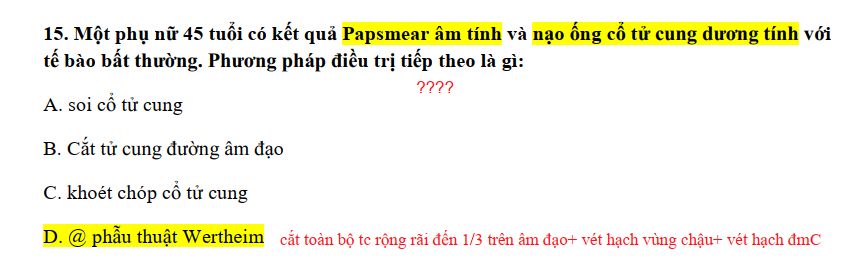 15. Một phụ nữ 45 tuổi có kết quả Papsmear âm tính và nạo ống cổ tử cung dương tính với
tế bào bất thường. Phương pháp điều trị tiếp theo là gì:
????
A. soi cổ tử cung
B. Cắt tử cung đường âm đạo
C. khoét chóp cổ tử cung
D. @ phẫu thuật Wertheim cắt toàn bộ tc rộng rãi đến 1/3 trên âm đạo+ vét hạch vùng chậu+ vét hạch đmC